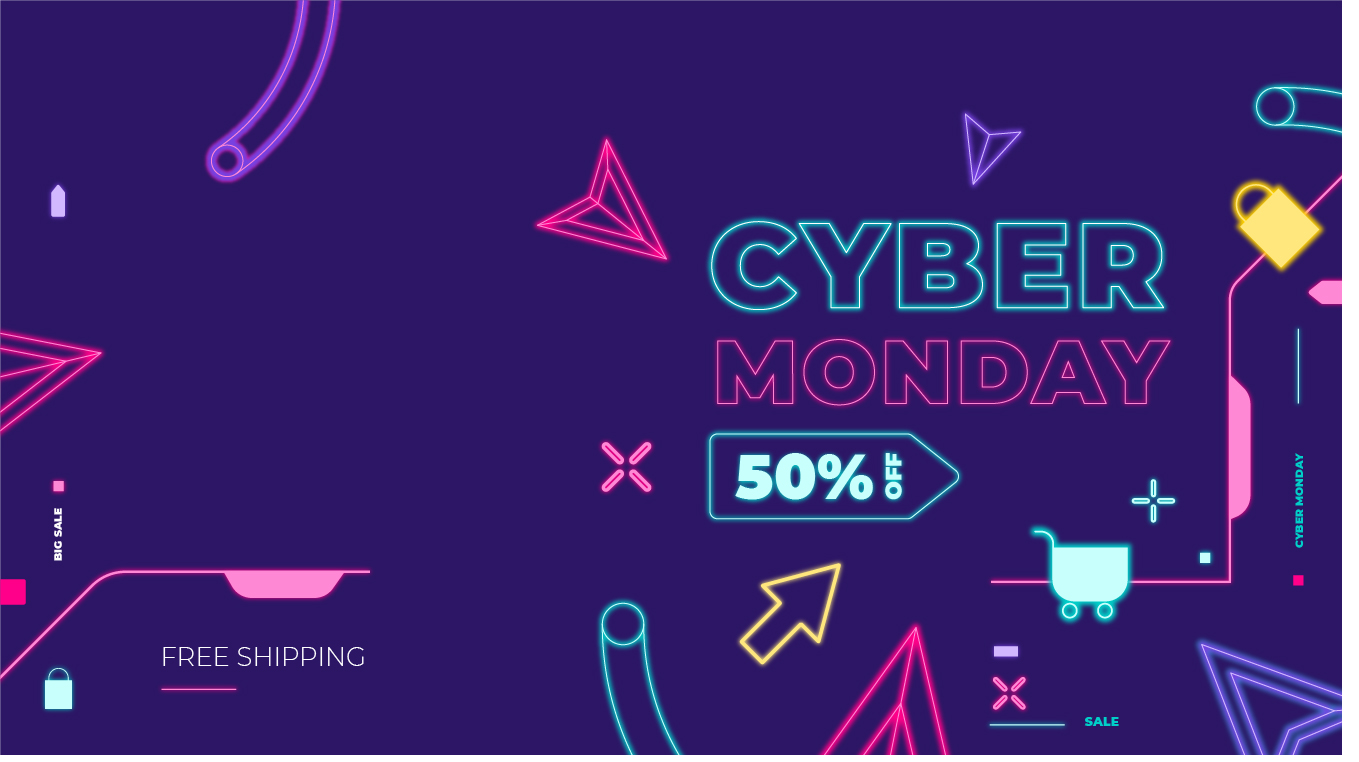 CYBER
MONDAY
50% OFF
BIG SALE
FREE SHIPPING
CYBER MONDAY
SALE